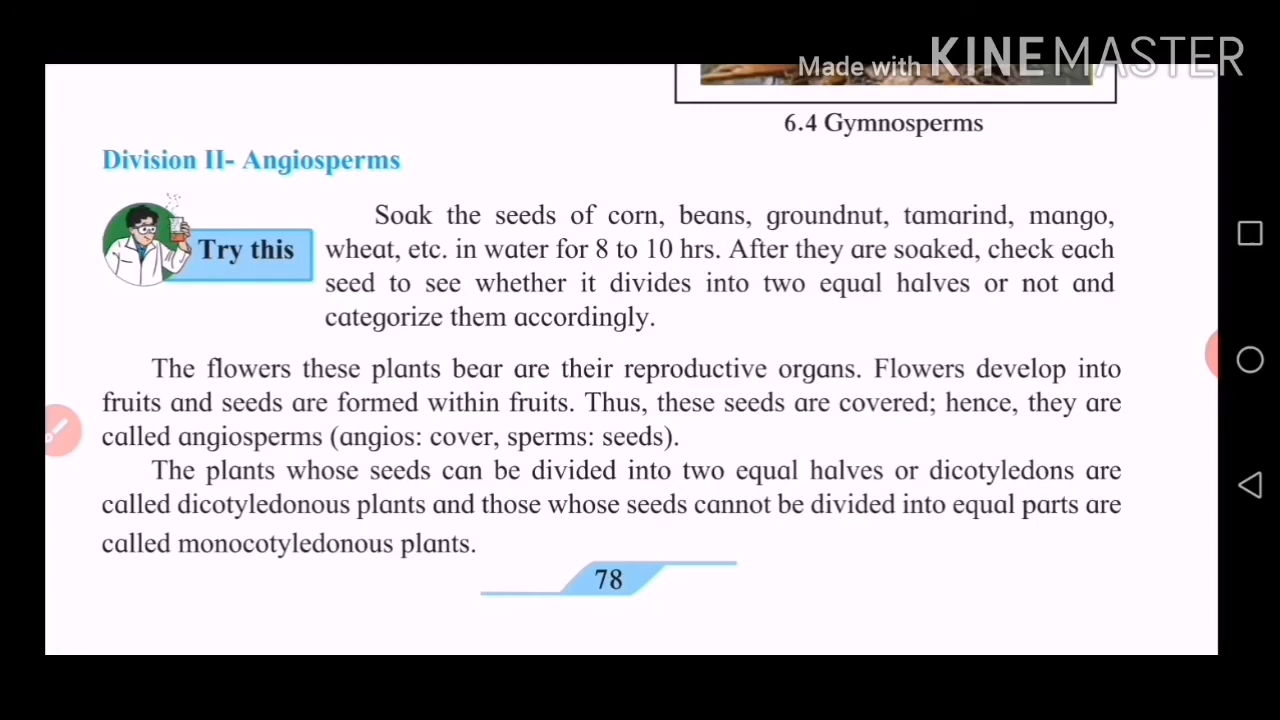 Made with KINEMASTER
6.4 Gymnosperms
Division II- Angiosperms
Try this
Soak the seeds of corn, beans, groundnut, tamarind, mango,
wheat, etc. in water for 8 to 10 hrs. After they are soaked, check each
seed to see whether it divides into two equal halves or not and
categorize them accordingly.
The flowers these plants bear are their reproductive organs. Flowers develop into
fruits and seeds are formed within fruits. Thus, these seeds are covered; hence, they are
called angiosperms (angios: cover, sperms: seeds).
The plants whose seeds can be divided into two equal halves or dicotyledons are
called dicotyledonous plants and those whose seeds cannot be divided into equal parts are
called monocotyledonous plants.
78